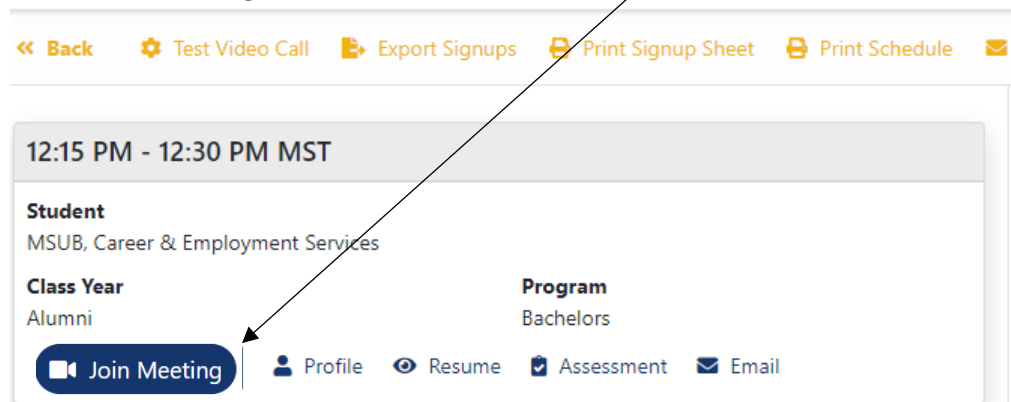 Back Test Video Call Export Signups Print Signup Sheet Print Schedule
12:15 PM - 12:30 PM MST
Student
MSUB, Career & Employment Services
Class Year Program
Alumni Bachelors
Join Meeting Profile Resume Assessment Email